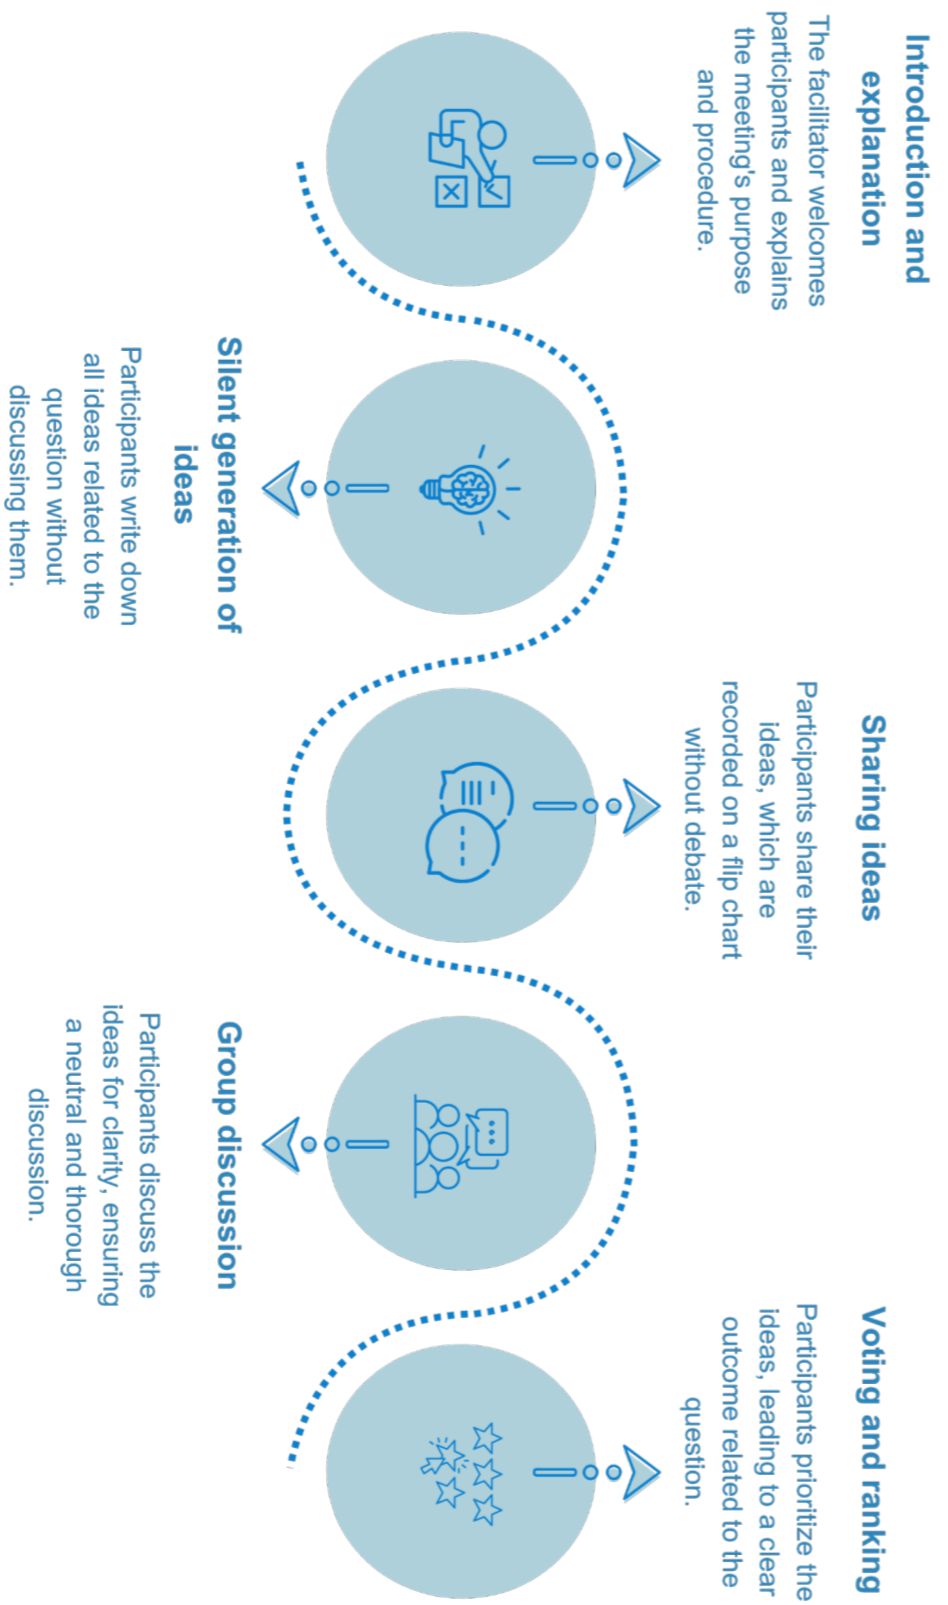 Introduction and
explanation
The facilitator welcomes
participants and explains
the meeting's purpose
and procedure.
Silent generation of
ideas
Participants write down
all ideas related to the
question without
discussing them.
Sharing ideas
Participants share their
ideas, which are
recorded on a flip chart
without debate.
Group discussion
Participants discuss the
ideas for clarity, ensuring
a neutral and thorough
discussion.
Voting and ranking
Participants prioritize the
ideas, leading to a clear
outcome related to the
question.